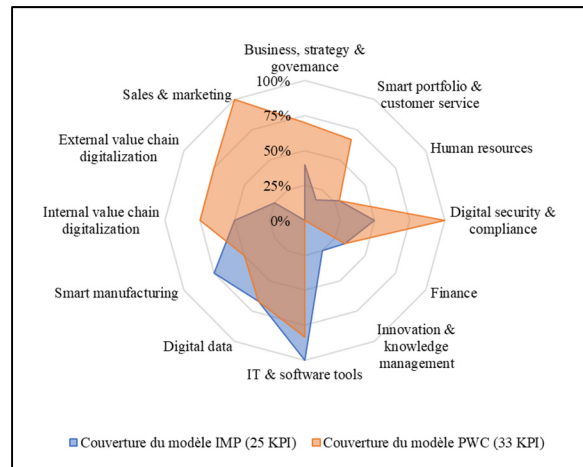 Business, strategy &
governance
100%
Smart portfolio &
customer service
Sales & marketing
75%
External value chain
digitalization
50%
Human resources
25%
Internal value chain
digitalization
0%
Digital security &
compliance
Smart manufacturing
Finance
Digital data
Innovation &
knowledge
management
IT & software tools
Couverture du modèle IMP (25 KPI)
Couverture du modèle PWC (33 KPI)